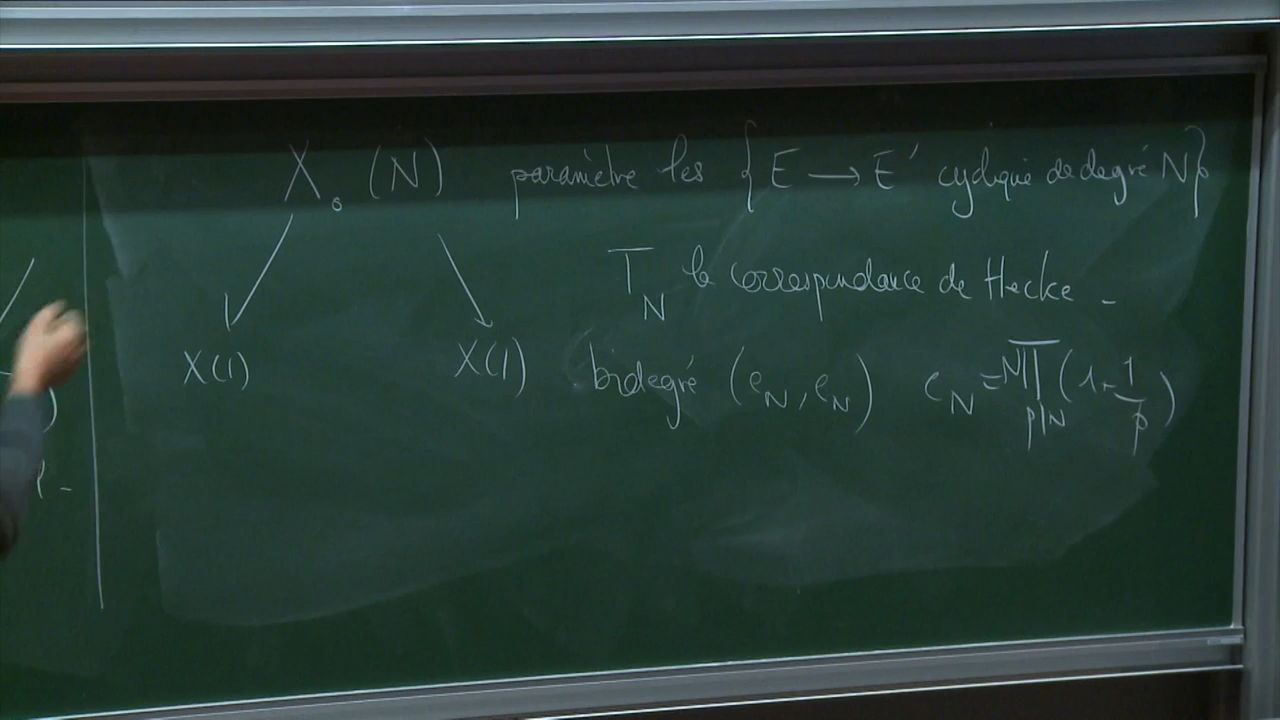 X₀(N) paramètre les {E → E' cyclique de degré N}
T_N la correspondance de Hecke -
X(1) X(1) bidegré (e_N, e_N) e_N = N∏_{p|N}(1+1/p)